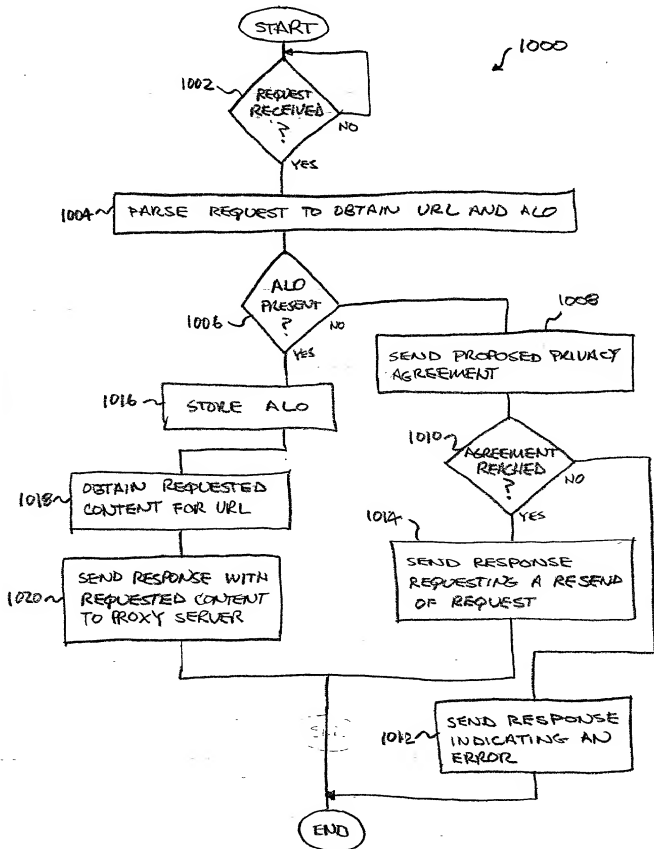 START
1000
1002
REQUEST
RECEIVED
?
NO
YES
1004
PARSE REQUEST TO OBTAIN URL AND ALO
ALO
PRESENT
?
1006
NO
YES
1008
SEND PROPOSED PRIVACY
AGREEMENT
1016
STORE ALO
1010
AGREEMENT
REACHED
?
NO
YES
1018
OBTAIN REQUESTED
CONTENT FOR URL
1014
SEND RESPONSE
REQUESTING A RESEND
OF REQUEST
1020
SEND RESPONSE WITH
REQUESTED CONTENT
TO PROXY SERVER
1012
SEND RESPONSE
INDICATING AN
ERROR
END